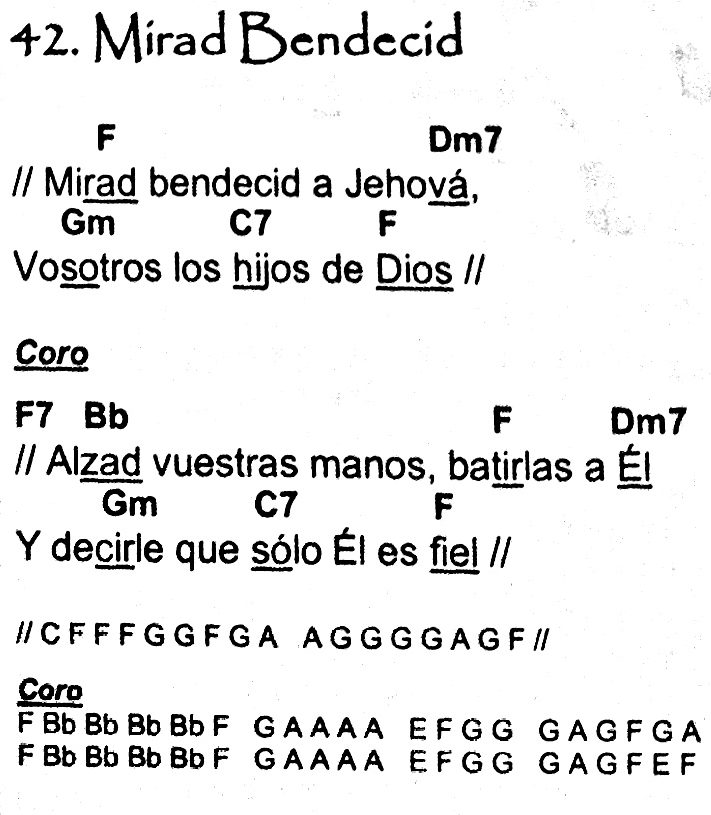 42. Mirad Bendecid
F Dm7
// Mirad bendecid a Jehová,
Gm C7 F
Vosotros los hijos de Dios //
Coro
F7 Bb F Dm7
// Alzad vuestras manos, batirlas a Él
Gm C7 F
Y decirle que sólo Él es fiel //
// C F F F G G F G A A G G G G A G F //
Coro
F Bb Bb Bb Bb F G A A A A E F G G G A G F G A
F Bb Bb Bb Bb F G A A A A E F G G G A G F E F